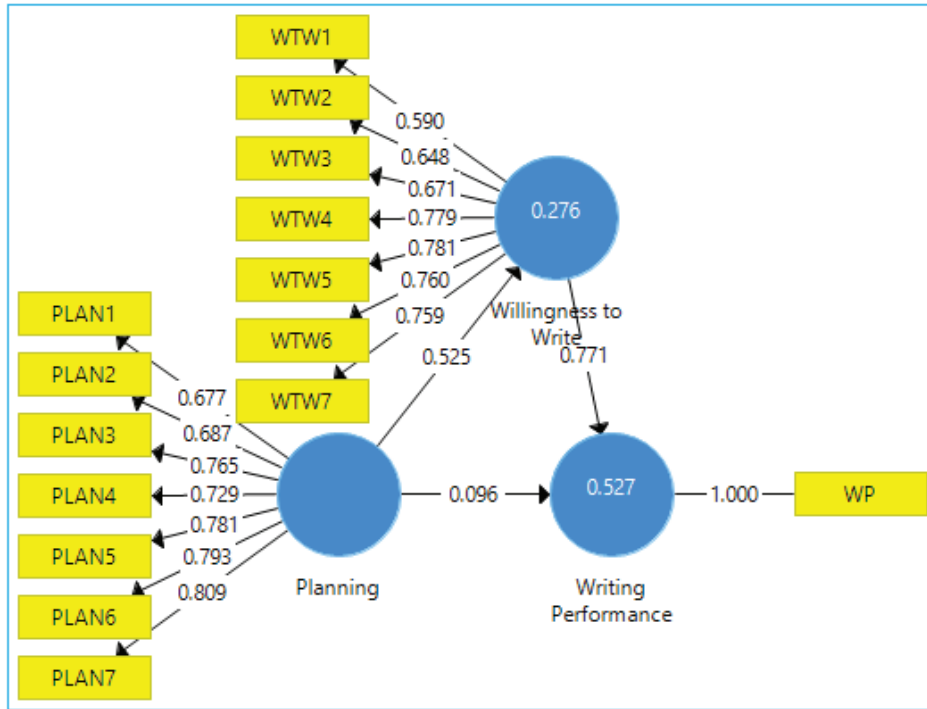 WTW1
WTW2
WTW3
WTW4
WTW5
WTW6
WTW7
0.590
0.648
0.671
0.779
0.781
0.760
0.759
0.276
Willingness to
Write
0.525
0.771
PLAN1
PLAN2
PLAN3
PLAN4
PLAN5
PLAN6
PLAN7
0.677
0.687
0.765
0.729
0.781
0.793
0.809
Planning
0.096
0.527
Writing
Performance
1.000
WP